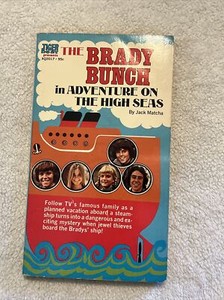 THE
BRADY
BUNCH
in ADVENTURE ON
THE HIGH SEAS
By Jack Matcha
Follow TV's famous family as a
planned vacation aboard a steam-
ship turns into a dangerous and ex-
citing mystery when jewel thieves
board the Bradys' ship!